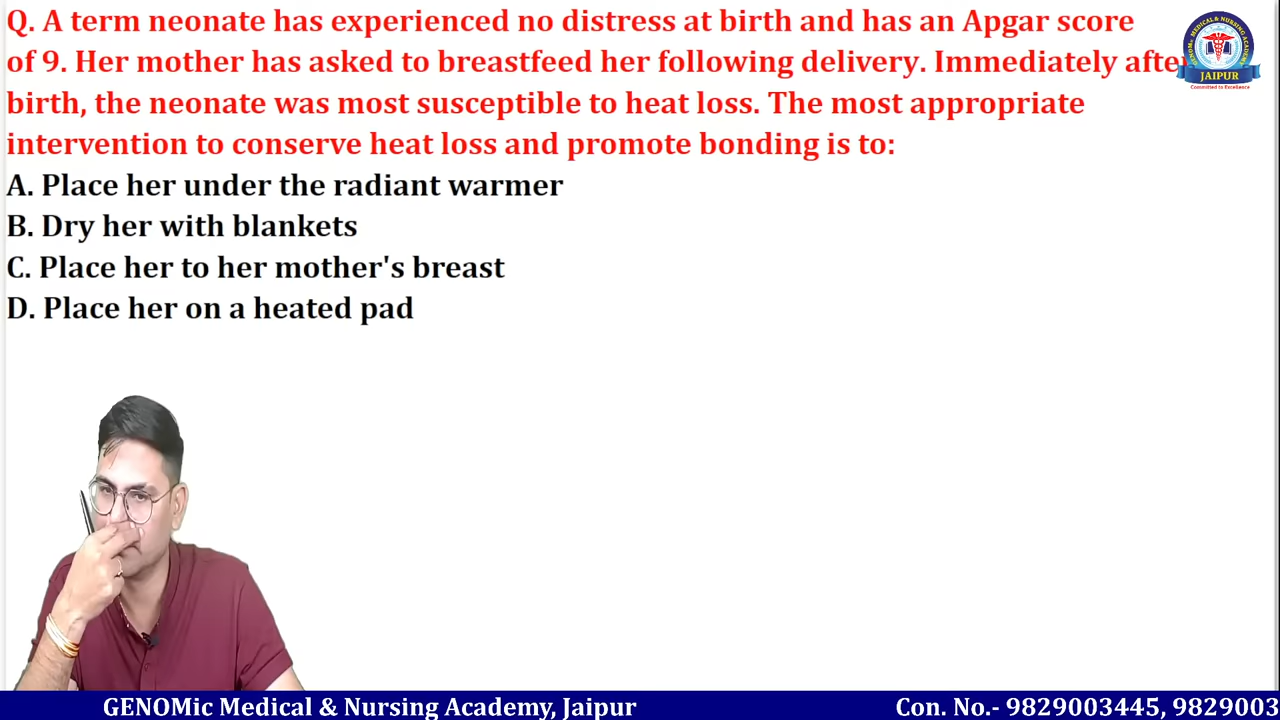 Q. A term neonate has experienced no distress at birth and has an Apgar score
of 9. Her mother has asked to breastfeed her following delivery. Immediately after
birth, the neonate was most susceptible to heat loss. The most appropriate
intervention to conserve heat loss and promote bonding is to:
A. Place her under the radiant warmer
B. Dry her with blankets
C. Place her to her mother's breast
D. Place her on a heated pad
JAIPUR
Committed to Excellence
GENOMic Medical & Nursing Academy, Jaipur
Con. No.- 9829003445, 9829003